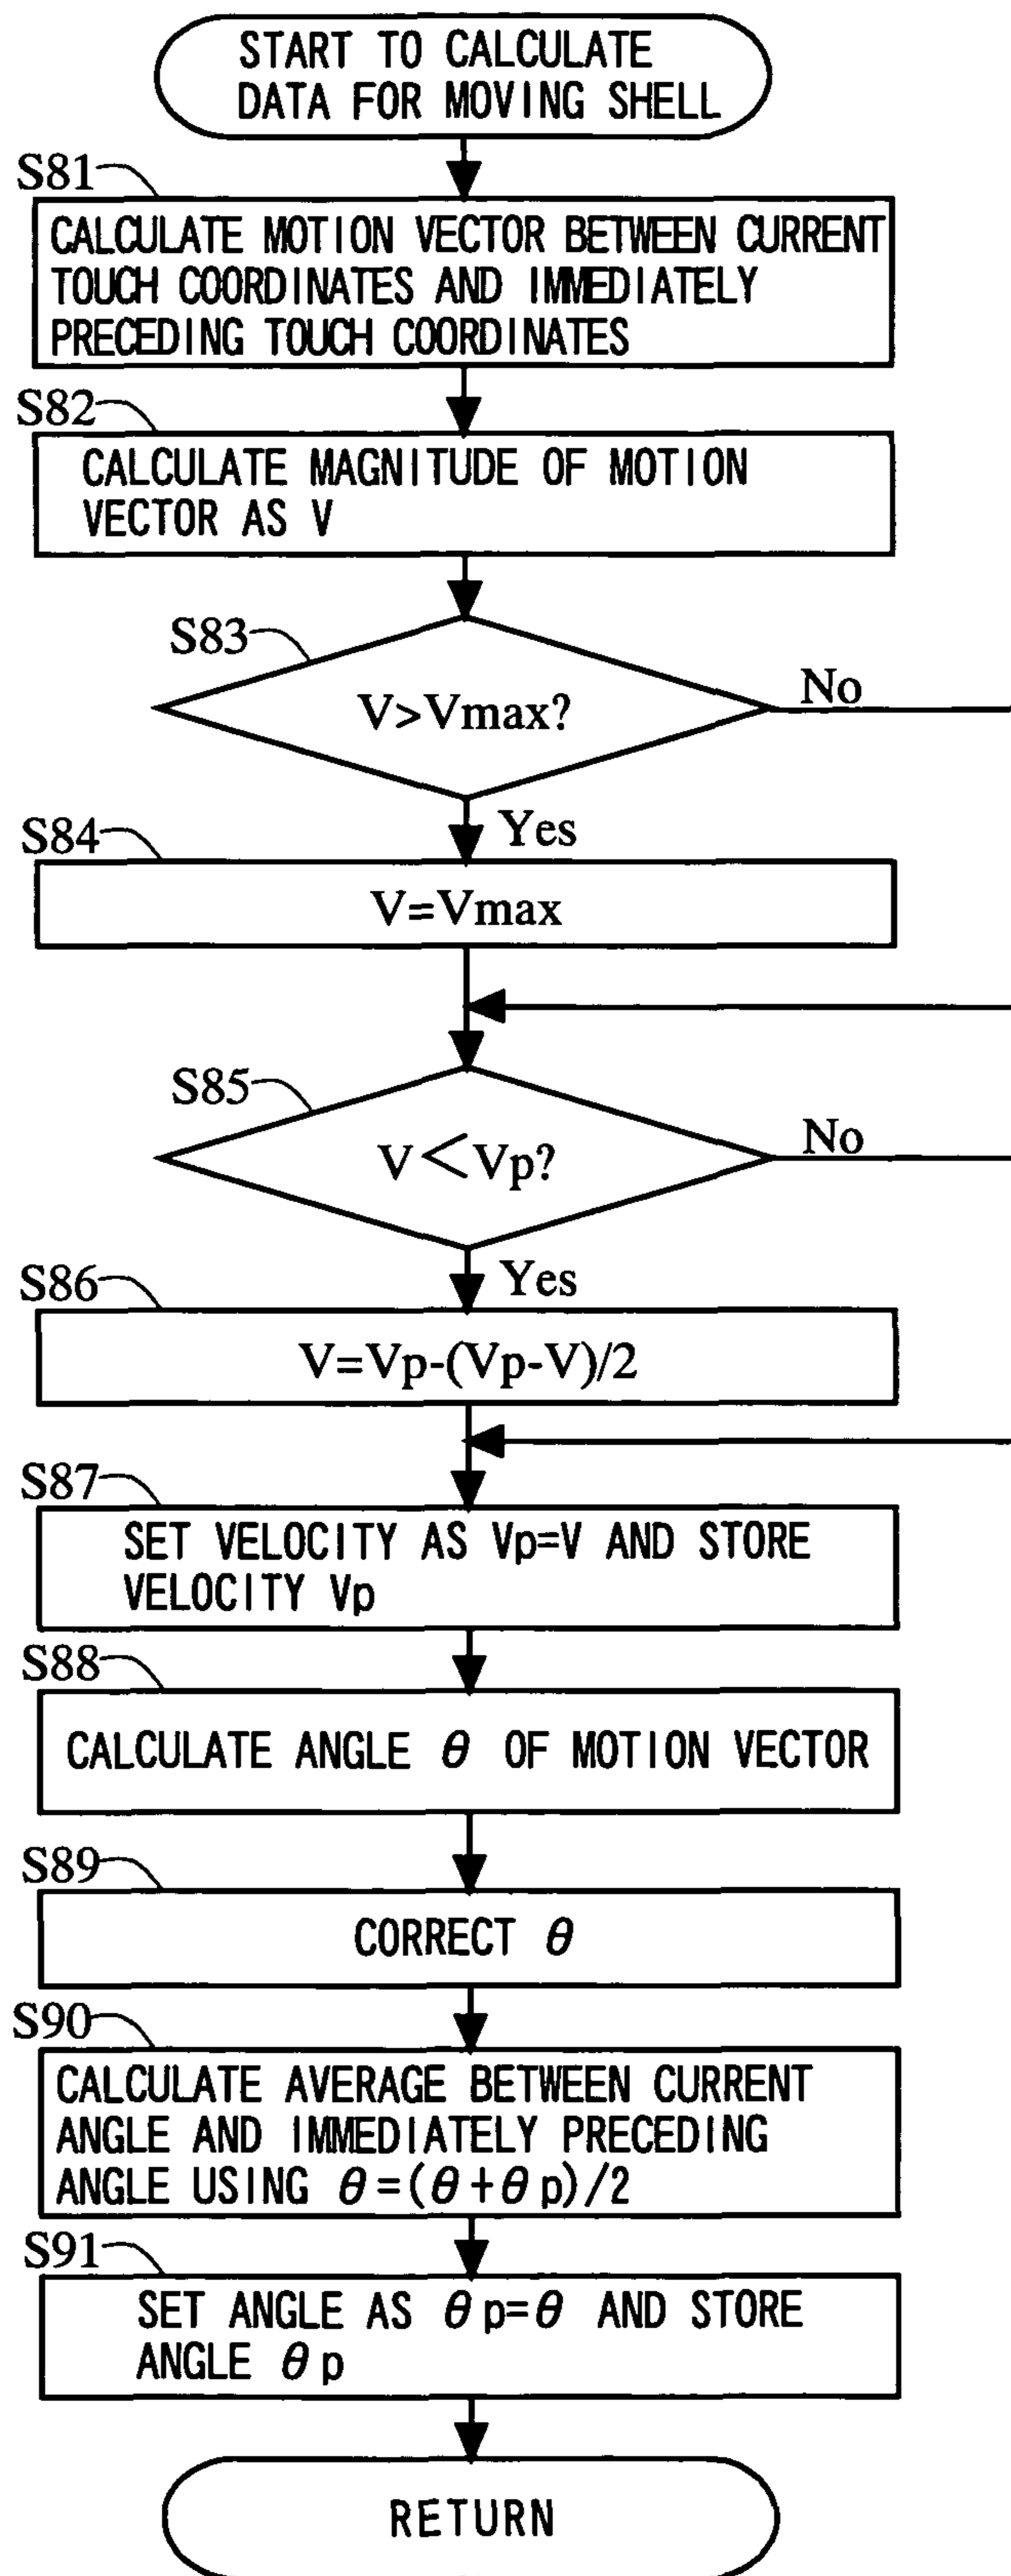 START TO CALCULATE
DATA FOR MOVING SHELL
S81
CALCULATE MOTION VECTOR BETWEEN CURRENT
TOUCH COORDINATES AND IMMEDIATELY
PRECEDING TOUCH COORDINATES
S82
CALCULATE MAGNITUDE OF MOTION
VECTOR AS V
S83
V>Vmax?
No
Yes
S84
V=Vmax
S85
V<Vp?
No
Yes
S86
V=Vp-(Vp-V)/2
S87
SET VELOCITY AS Vp=V AND STORE
VELOCITY Vp
S88
CALCULATE ANGLE θ OF MOTION VECTOR
S89
CORRECT θ
S90
CALCULATE AVERAGE BETWEEN CURRENT
ANGLE AND IMMEDIATELY PRECEDING
ANGLE USING θ=(θ+θp)/2
S91
SET ANGLE AS θp=θ AND STORE
ANGLE θp
RETURN